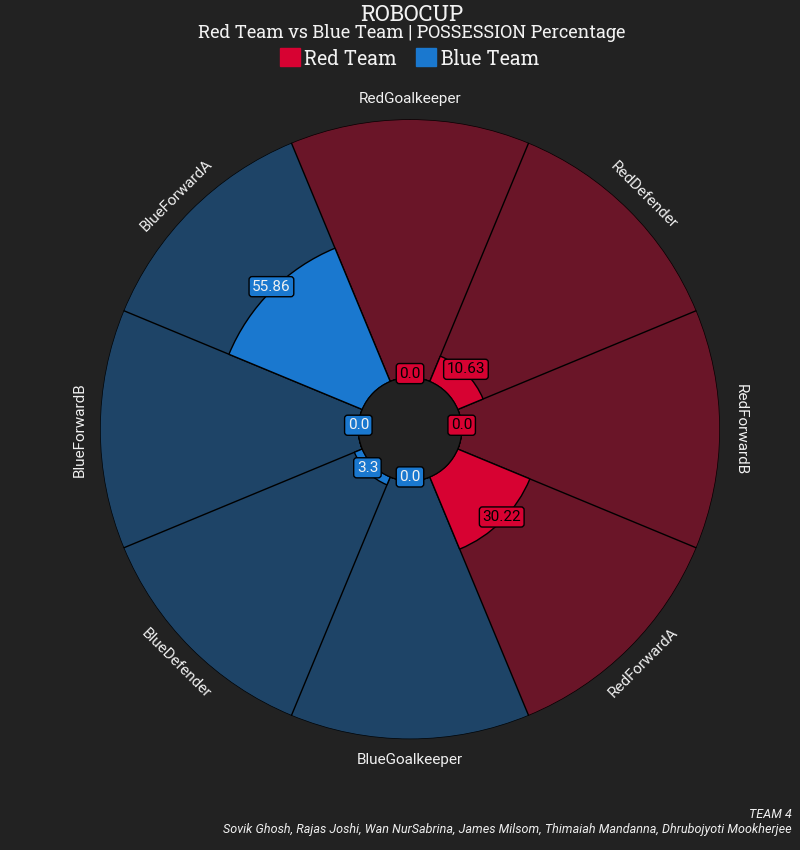 ROBOCUP
Red Team vs Blue Team | POSSESSION Percentage
Red Team
Blue Team
RedGoalkeeper
BlueForwardA
RedDefender
55.86
0.0
10.63
BlueForwardB
0.0
0.0
RedForwardB
3.3
0.0
30.22
BlueDefender
RedForwardA
BlueGoalkeeper
TEAM 4
Sovik Ghosh, Rajas Joshi, Wan NurSabrina, James Milsom, Thimaiah Mandanna, Dhrubojyoti Mookherjee